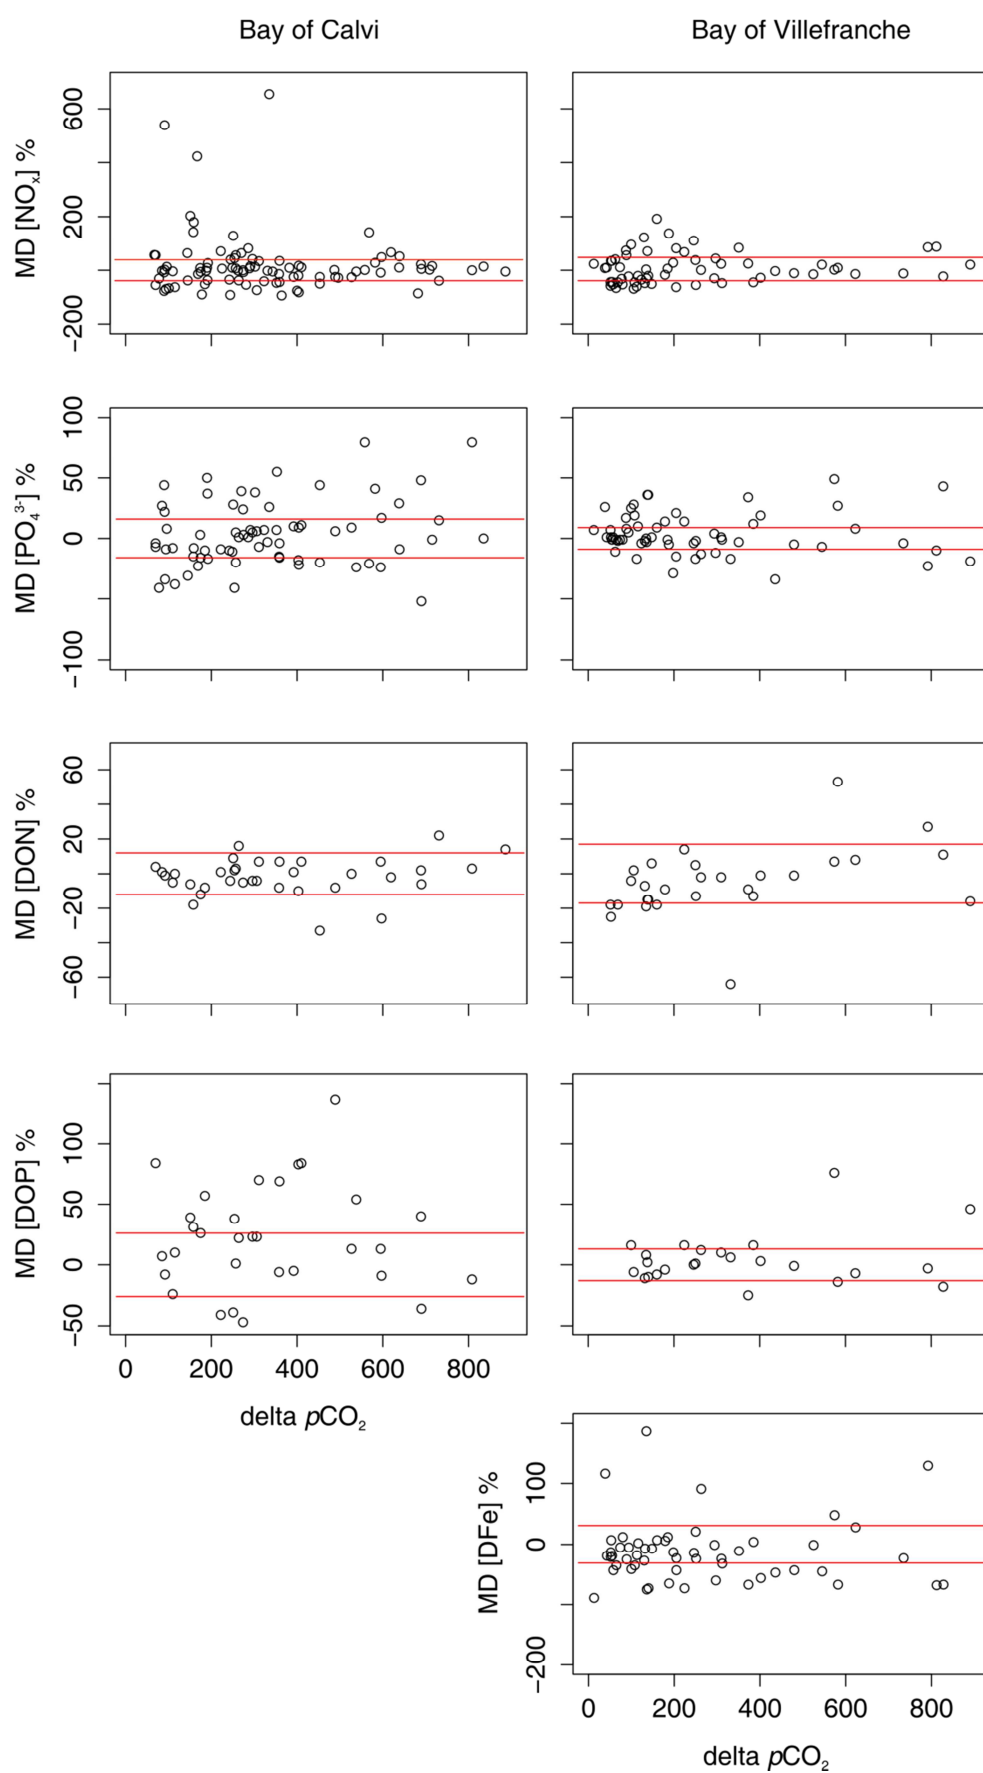 Bay of Calvi Bay of Villefranche
MD [NOₓ] %
600
200
−200
MD [PO₄³⁻] %
100
50
0
−100
MD [DON] %
60
20
−20
−60
MD [DOP] %
100
50
0
−50
0 200 400 600 800
delta pCO₂
MD [DFe] %
100
0
−200
0 200 400 600 800
delta pCO₂